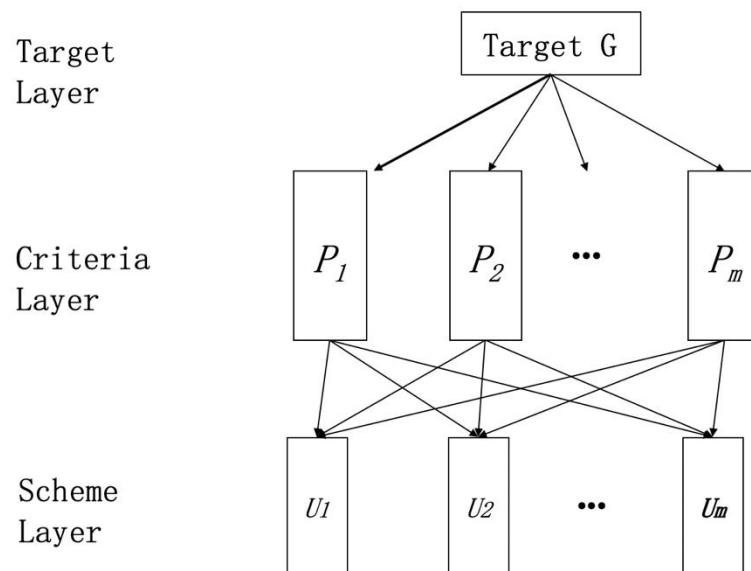 Target G
Target
Layer
P1 P2 ... Pm
Criteria
Layer
U1 U2 ... Um
Scheme
Layer